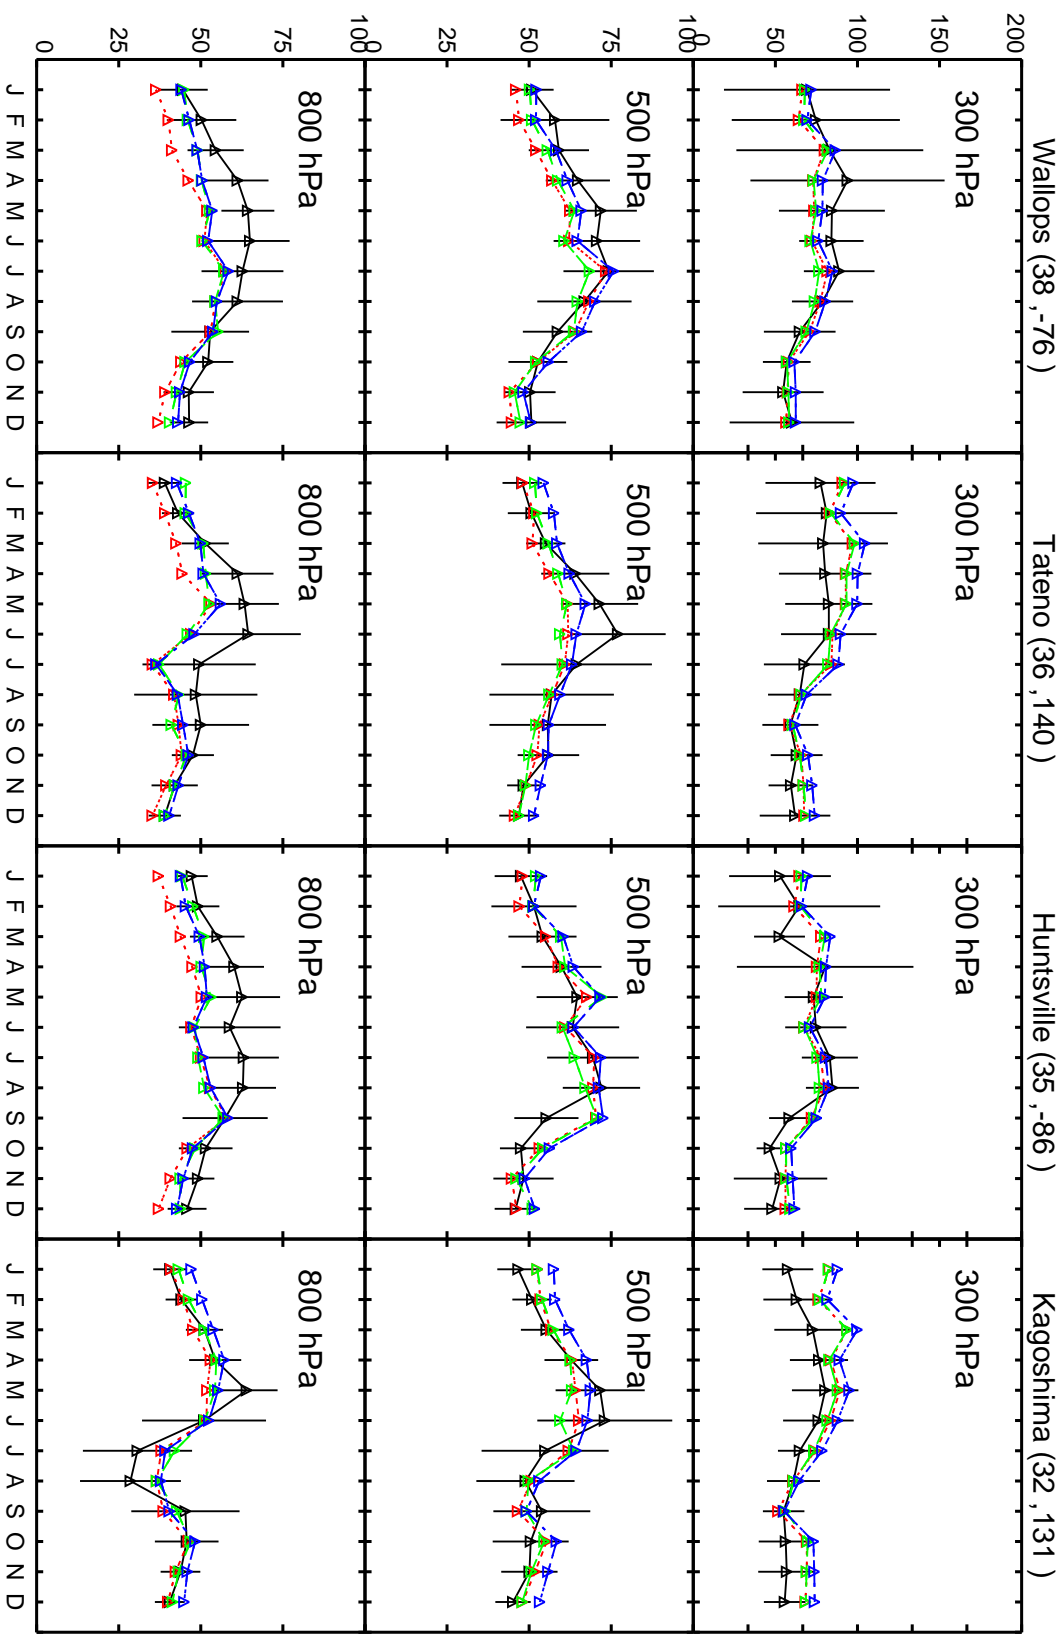 Wallops (38 ,-76 )
Tateno (36 ,140 )
Huntsville (35 ,-86 )
Kagoshima (32 ,131 )
200
150
100
50
0
300 hPa
300 hPa
300 hPa
300 hPa
100
75
50
25
0
500 hPa
500 hPa
500 hPa
500 hPa
100
75
50
25
0
800 hPa
800 hPa
800 hPa
800 hPa
J F M A M J J A S O N D
J F M A M J J A S O N D
J F M A M J J A S O N D
J F M A M J J A S O N D